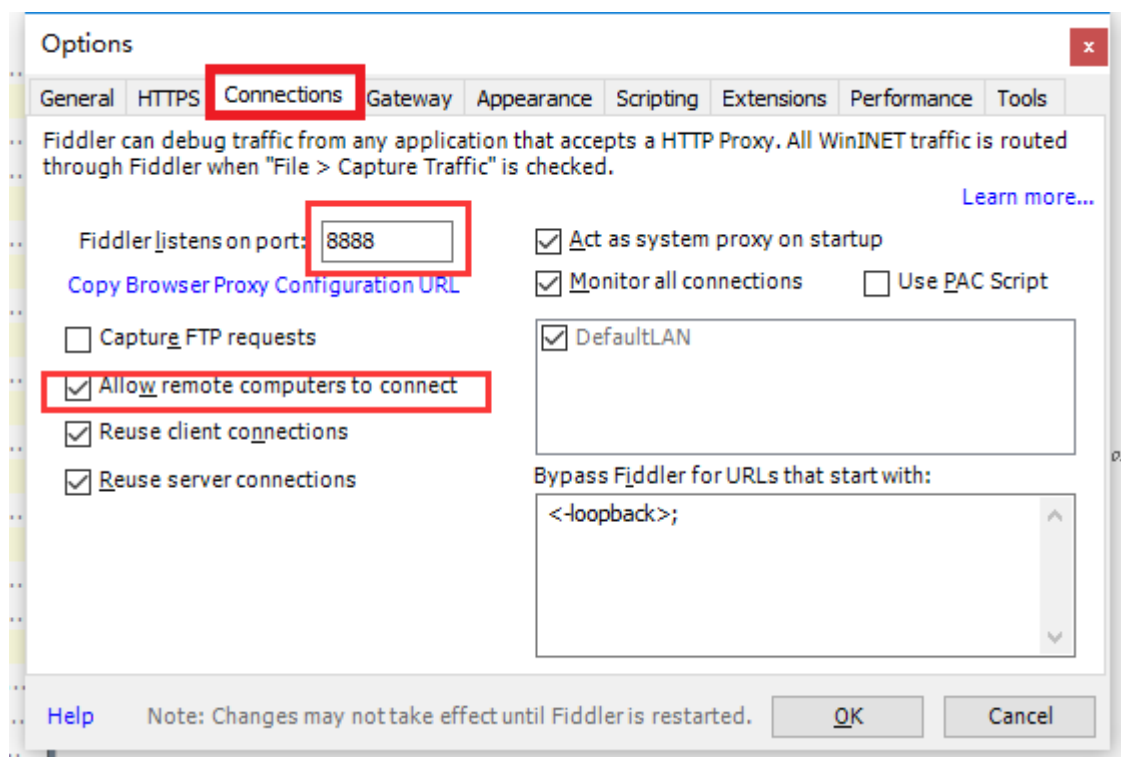 Options
x
General HTTPS Connections Gateway Appearance Scripting Extensions Performance Tools
Fiddler can debug traffic from any application that accepts a HTTP Proxy. All WinINET traffic is routed
through Fiddler when "File > Capture Traffic" is checked.
Learn more...
Fiddler listens on port: 8888
Copy Browser Proxy Configuration URL
Capture FTP requests
Allow remote computers to connect
Reuse client connections
Reuse server connections
Act as system proxy on startup
Monitor all connections Use PAC Script
DefaultLAN
Bypass Fiddler for URLs that start with:
<-loopback>;
Help Note: Changes may not take effect until Fiddler is restarted. OK Cancel